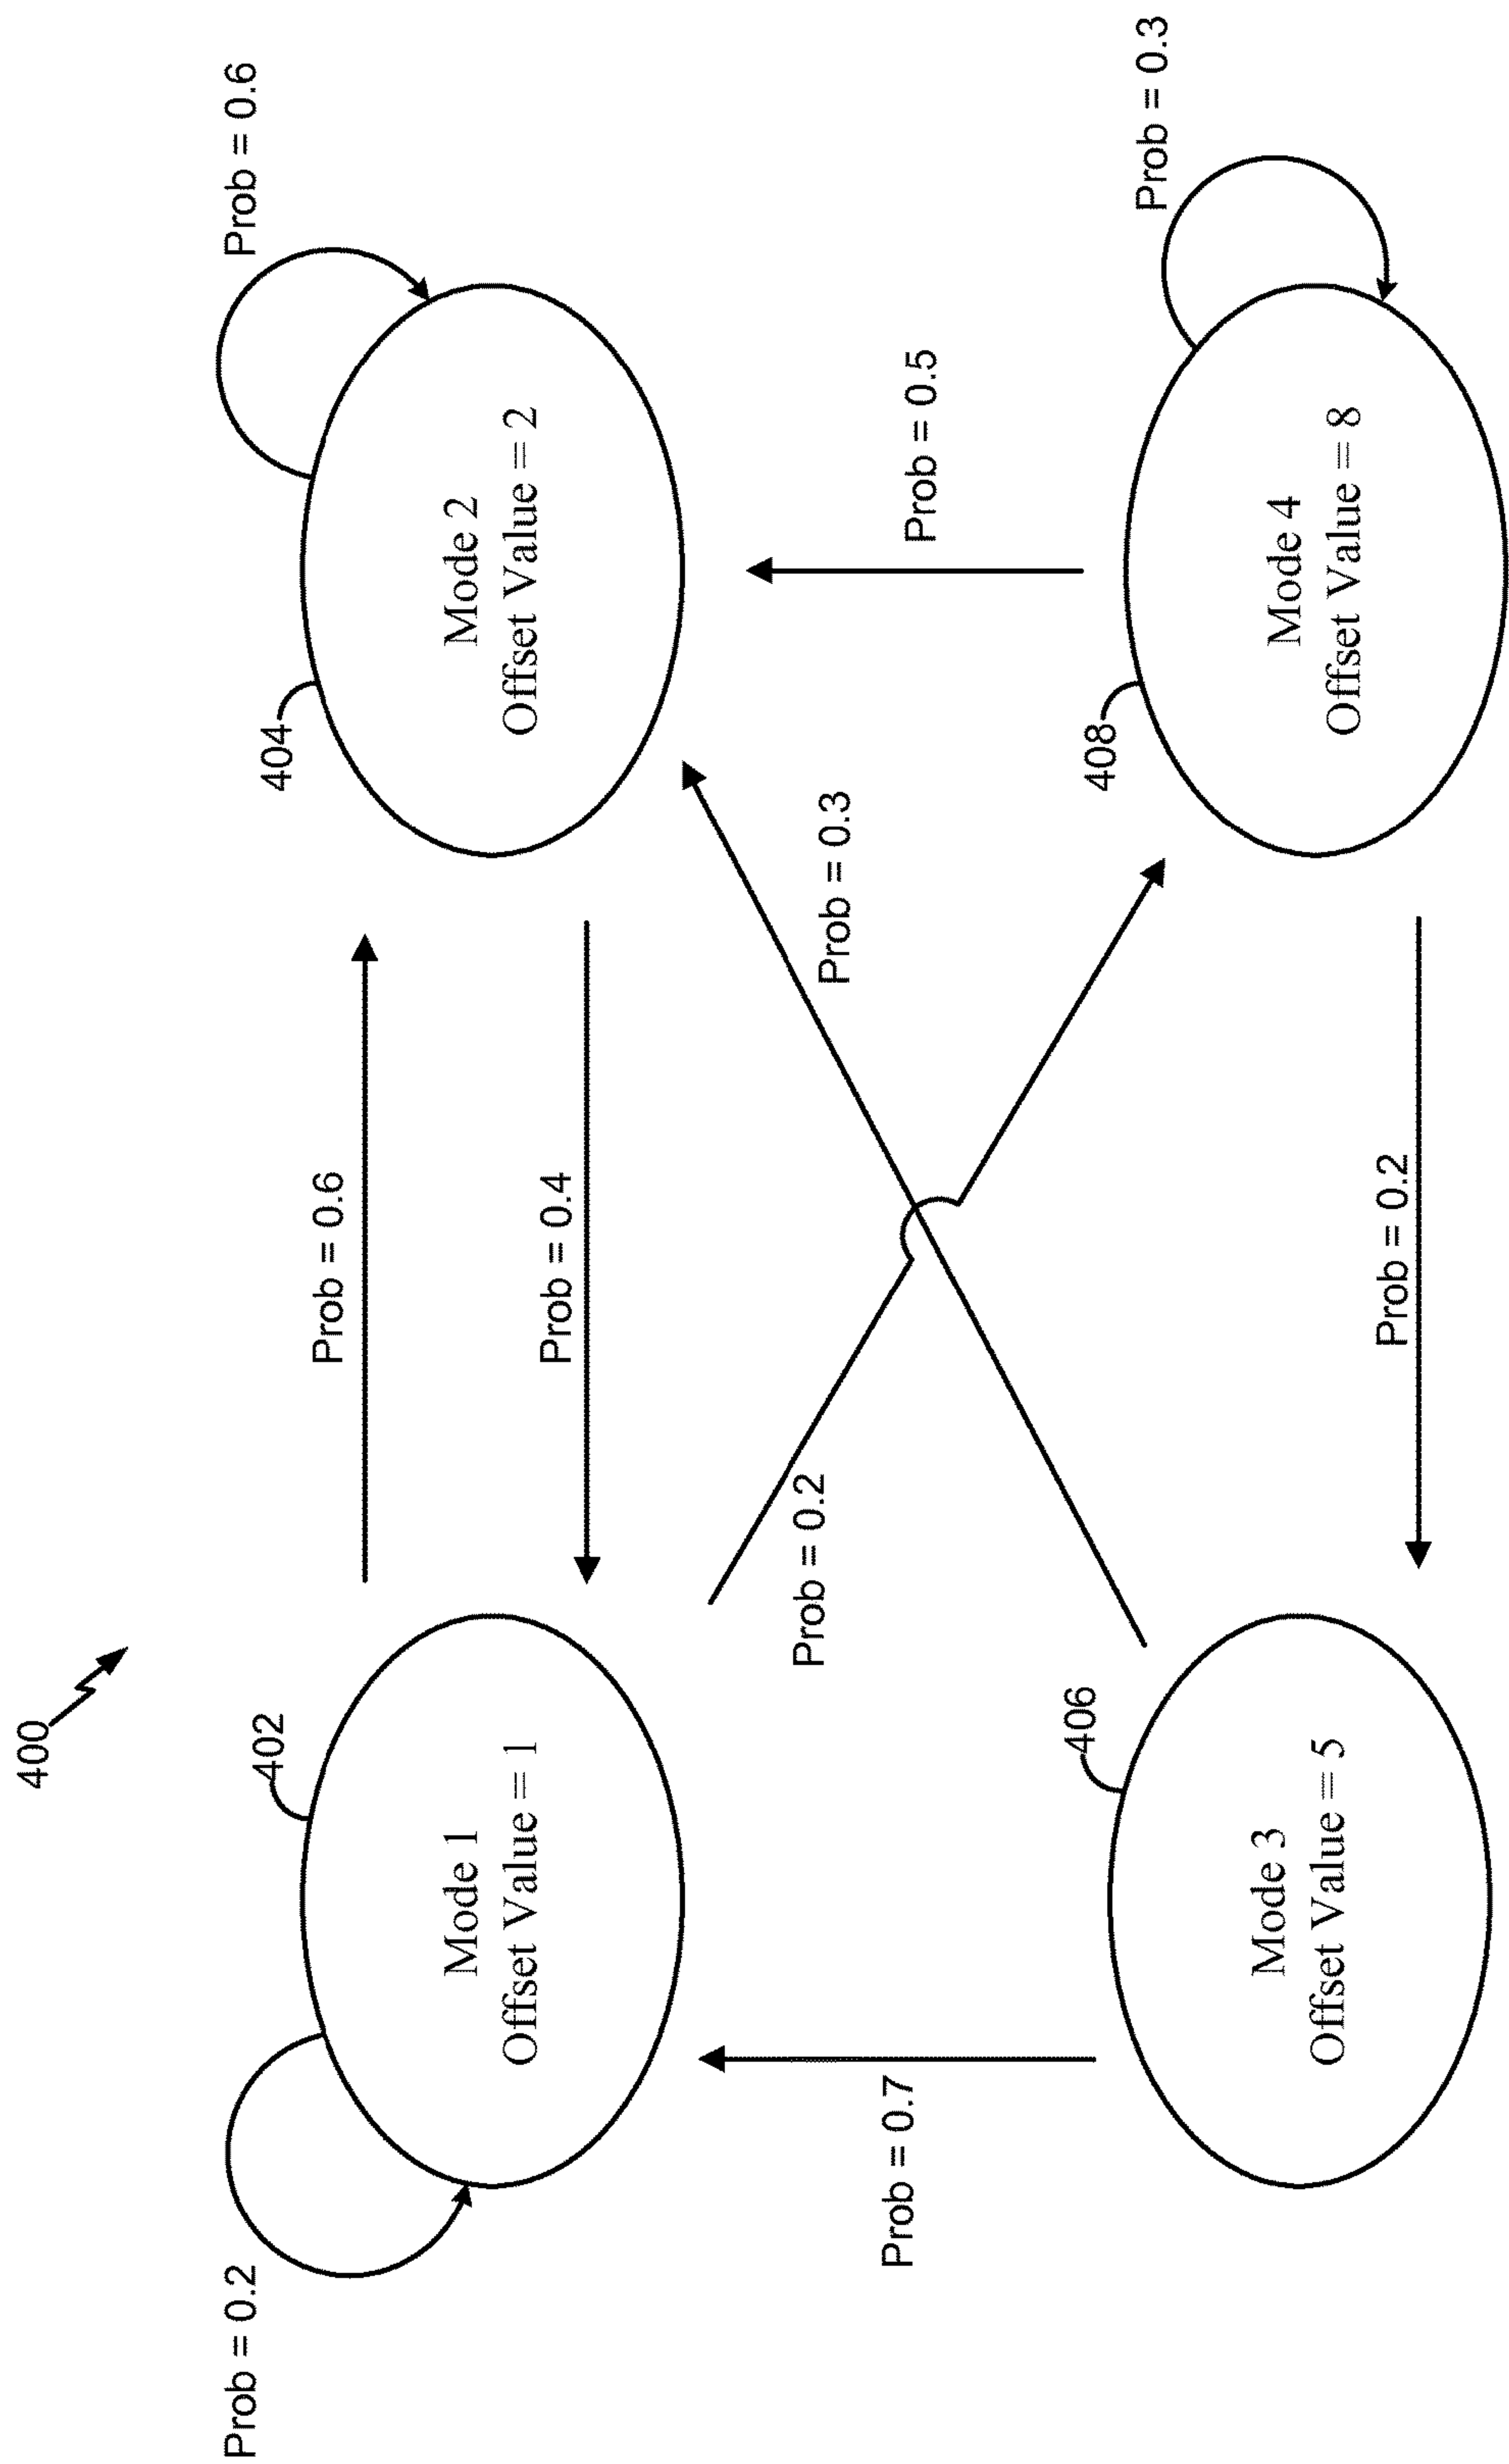 400
Prob = 0.2
402
Mode 1
Offset Value = 1
Prob = 0.6
Prob = 0.4
404
Mode 2
Offset Value = 2
Prob = 0.6
Prob = 0.7
Prob = 0.2
Prob = 0.3
Prob = 0.5
406
Mode 3
Offset Value = 5
Prob = 0.2
408
Mode 4
Offset Value = 8
Prob = 0.3